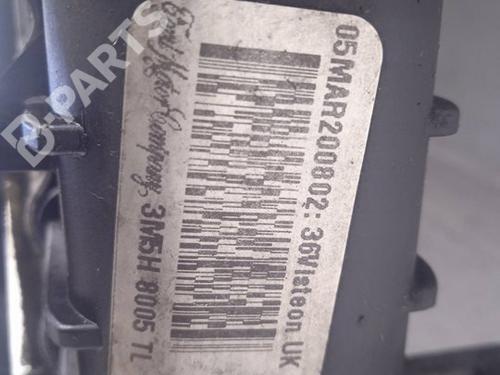 05MAR200802:36Visteon UK
Ford Motor Company, 3M5H 8005 TL
D-PARTS